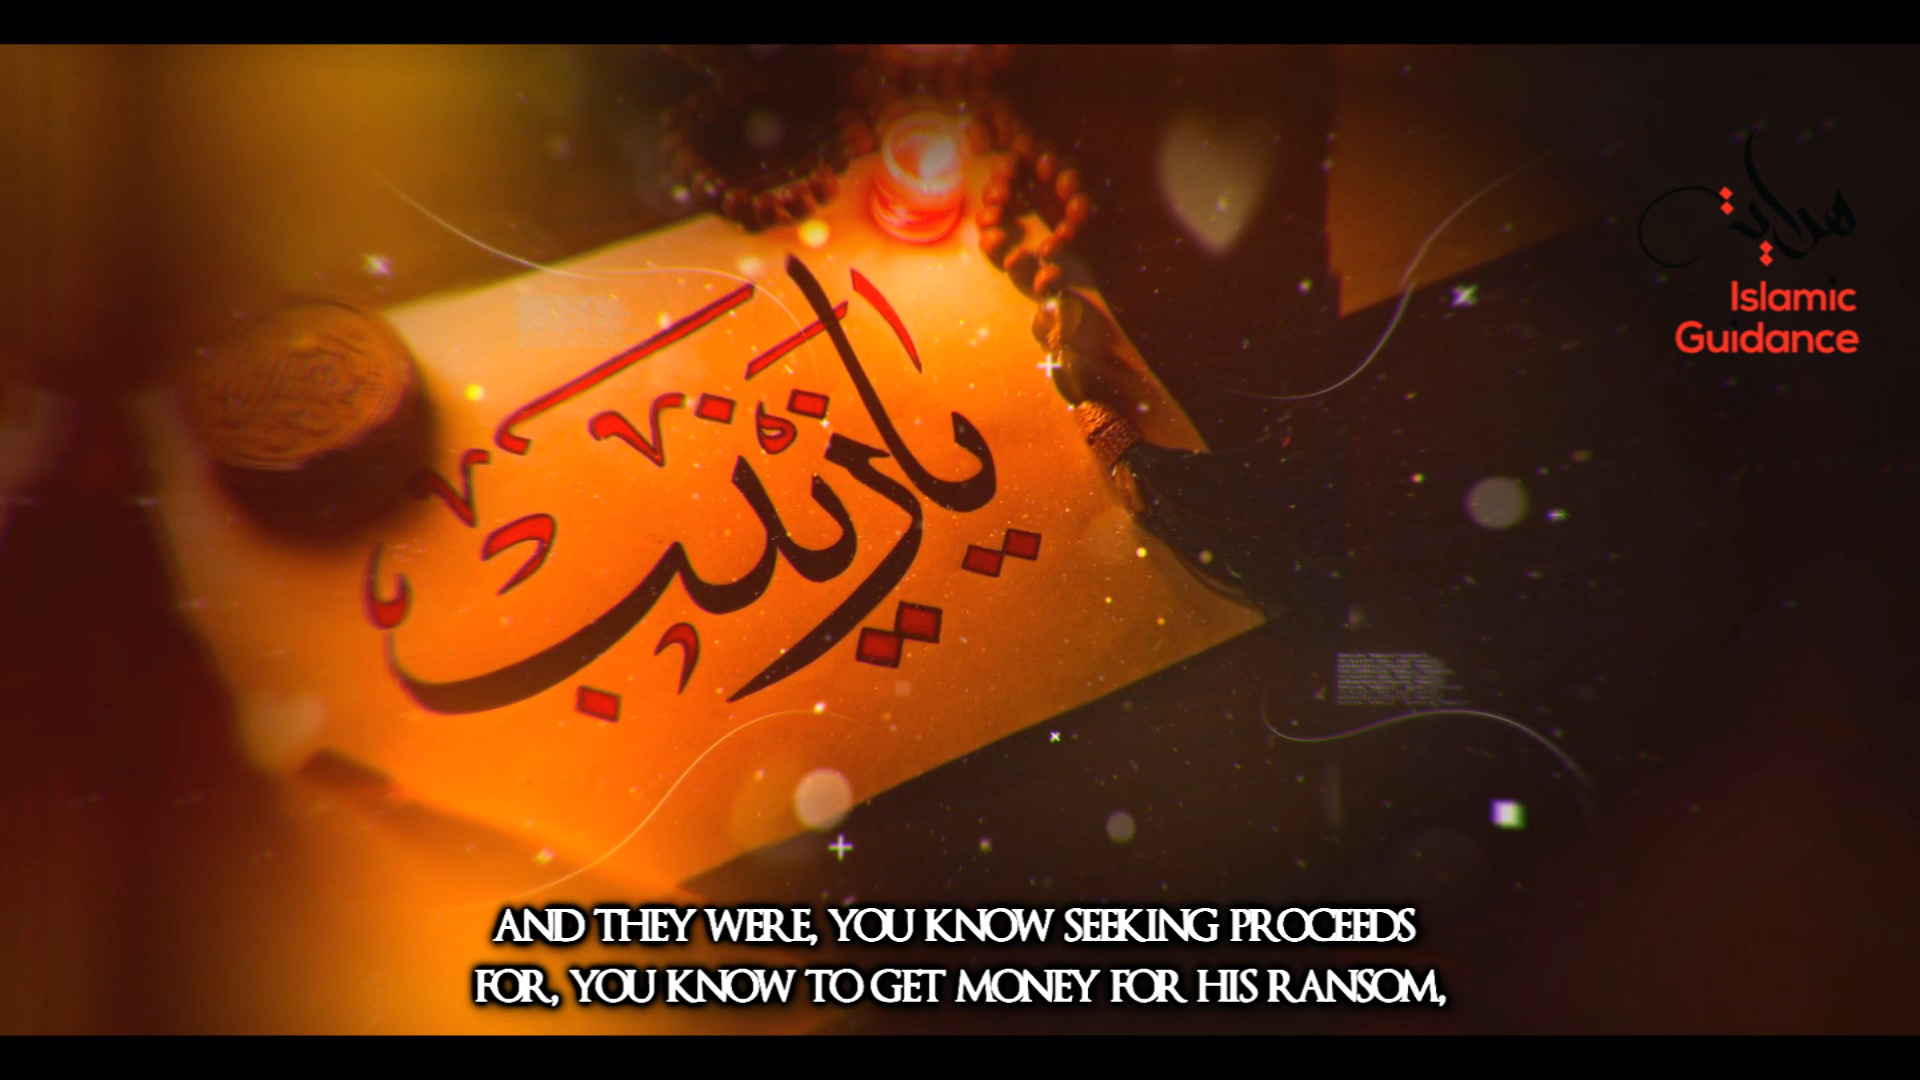 هداية
Islamic
Guidance
يا زينب
AND THEY WERE, YOU KNOW SEEKING PROCEEDS
FOR, YOU KNOW TO GET MONEY FOR HIS RANSOM,